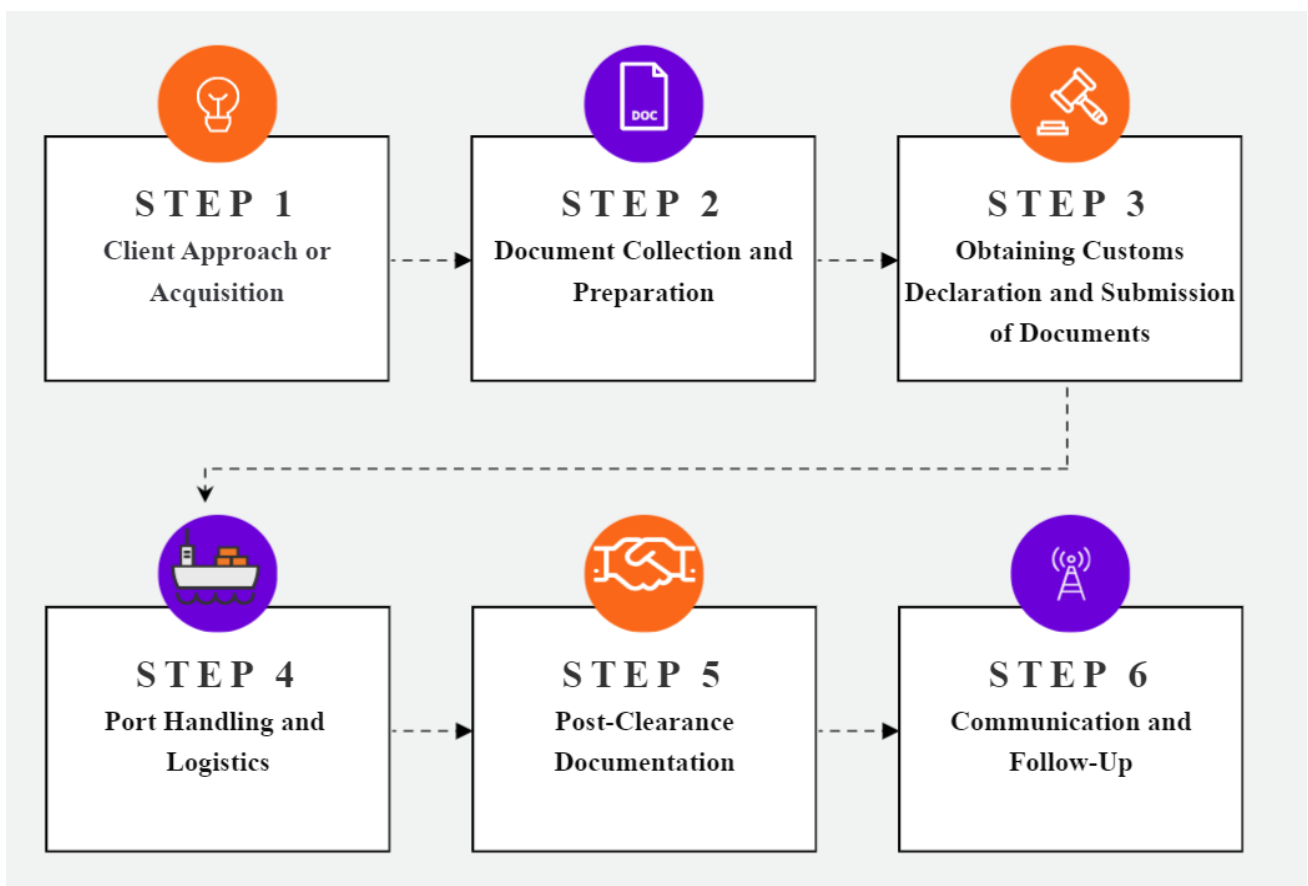 STEP 1
Client Approach or
Acquisition
DOC
STEP 2
Document Collection and
Preparation
STEP 3
Obtaining Customs
Declaration and Submission
of Documents
STEP 4
Port Handling and
Logistics
STEP 5
Post-Clearance
Documentation
STEP 6
Communication and
Follow-Up